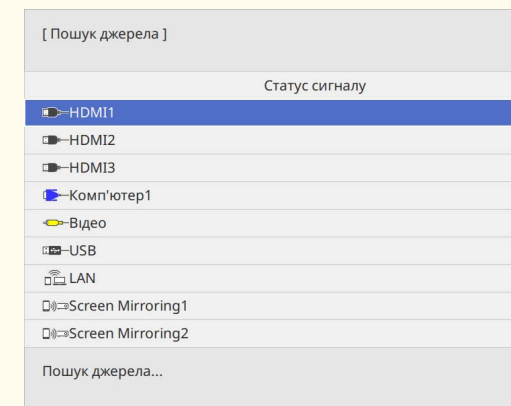 [ Пошук джерела ]
Статус сигналу
HDMI1
HDMI2
HDMI3
Комп'ютер1
Відео
USB
LAN
Screen Mirroring1
Screen Mirroring2
Пошук джерела...